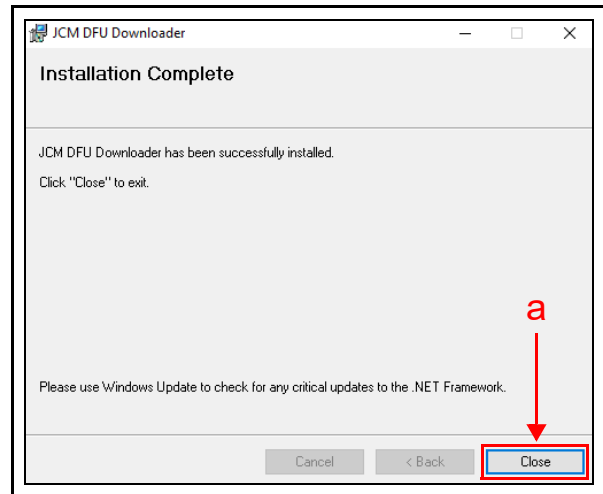 JCM DFU Downloader
Installation Complete
JCM DFU Downloader has been successfully installed.
Click "Close" to exit.
a
Please use Windows Update to check for any critical updates to the .NET Framework.
Cancel
< Back
Close